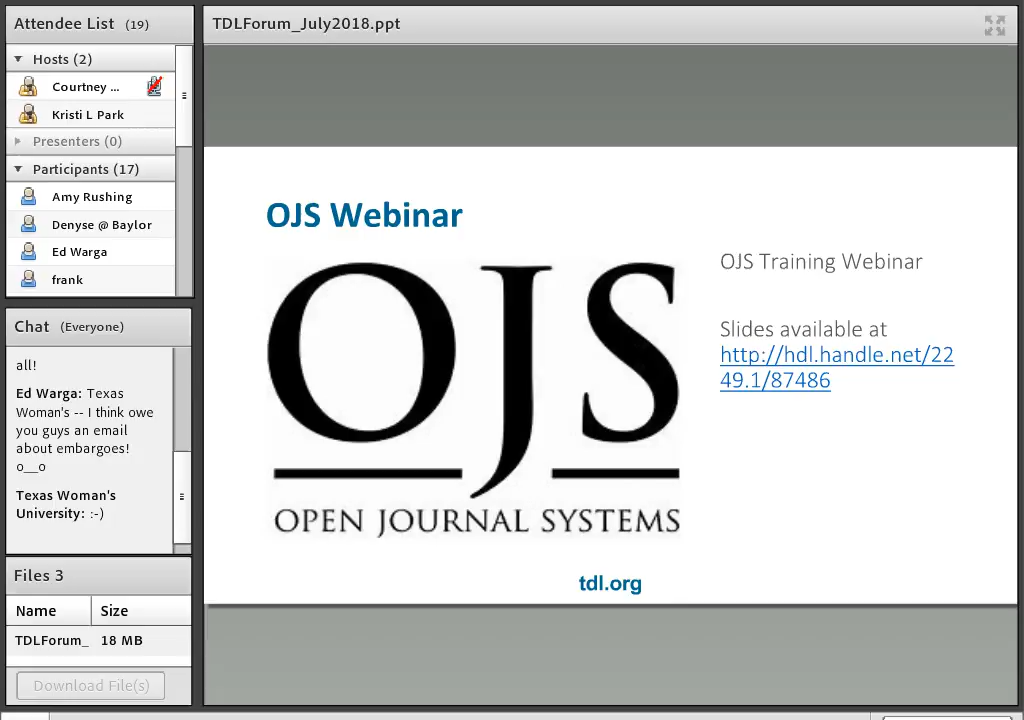 Attendee List (19)
Hosts (2)
Courtney ...
Kristi L Park
Presenters (0)
Participants (17)
Amy Rushing
Denyse @ Baylor
Ed Warga
frank
Chat (Everyone)
all!
Ed Warga: Texas
Woman's -- I think owe
you guys an email
about embargoes!
o__o
Texas Woman's
University: :-)
Files 3
Name Size
TDLForum_ 18 MB
Download File(s)
TDLForum_July2018.ppt
OJS Webinar
OJS
OPEN JOURNAL SYSTEMS
OJS Training Webinar
Slides available at
http://hdl.handle.net/22
49.1/87486
tdl.org